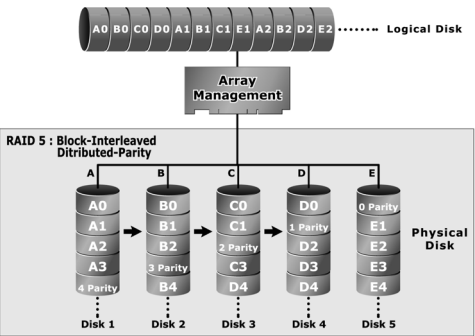 A0 B0 C0 D0 A1 B1 C1 E1 A2 B2 D2 E2 Logical Disk
Array
Management
RAID 5 : Block-Interleaved
Ditributed-Parity
A B C D E
A0 B0 C0 D0 0 Parity
A1 B1 C1 1 Parity E1
A2 B2 2 Parity D2 E2
A3 3 Parity C3 D3 E3
4 Parity B4 D4 D4 E4
Physical
Disk
Disk 1 Disk 2 Disk 3 Disk 4 Disk 5